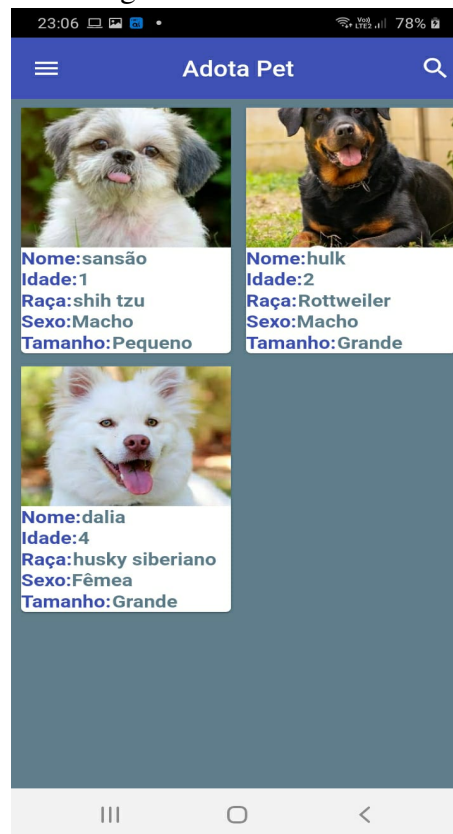 23:06 78%
Adota Pet
Nome:sansão
Idade:1
Raça:shih tzu
Sexo:Macho
Tamanho:Pequeno
Nome:hulk
Idade:2
Raça:Rottweiler
Sexo:Macho
Tamanho:Grande
Nome:dalia
Idade:4
Raça:husky siberiano
Sexo:Fêmea
Tamanho:Grande